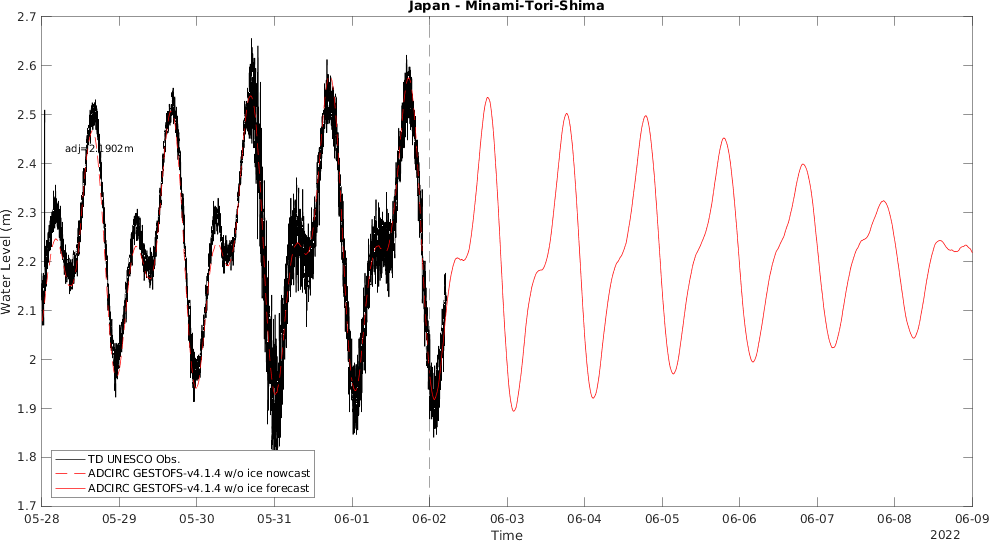 Japan - Minami-Tori-Shima
2.7
2.6
2.5
2.4
2.3
2.2
2.1
2
1.9
1.8
1.7
Water Level (m)
adj=2.1902m
TD UNESCO Obs.
ADCIRC GESTOFS-v4.1.4 w/o ice nowcast
ADCIRC GESTOFS-v4.1.4 w/o ice forecast
05-28 05-29 05-30 05-31 06-01 06-02 06-03 06-04 06-05 06-06 06-07 06-08 06-09
Time
2022